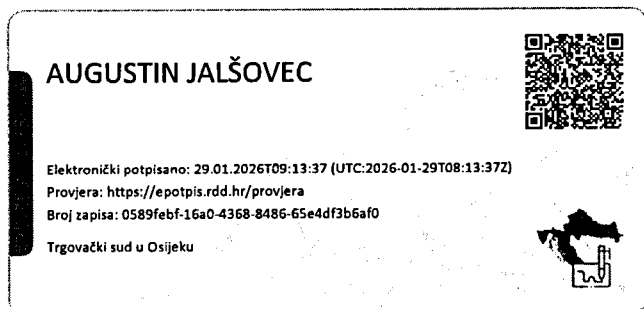 AUGUSTIN JALŠOVEC
Elektronički potpisano: 29.01.2026T09:13:37 (UTC:2026-01-29T08:13:37Z)
Provjera: https://epotpis.rdd.hr/provjera
Broj zapisa: 0589febf-16a0-4368-8486-65e4df3b6af0
Trgovački sud u Osijeku